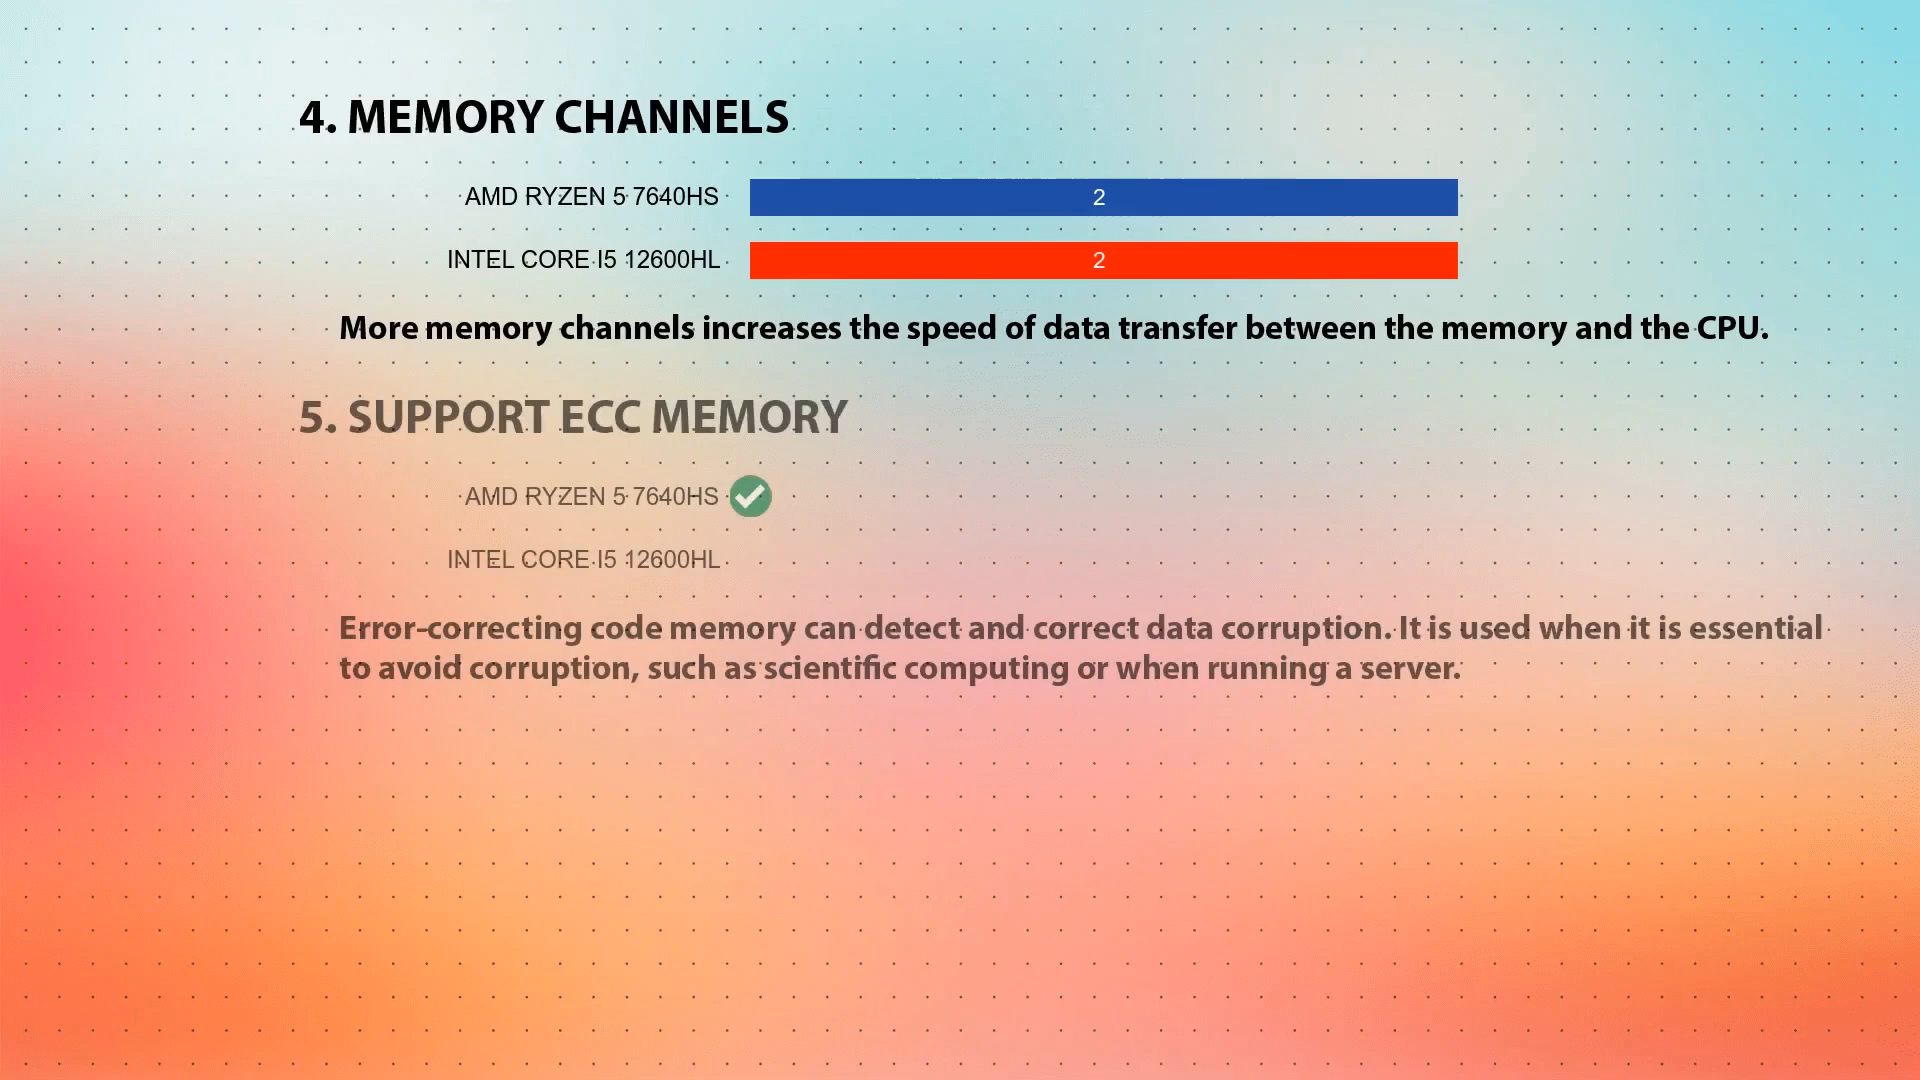 4. MEMORY CHANNELS
AMD RYZEN 5 7640HS
2
INTEL CORE I5 12600HL
2
More memory channels increases the speed of data transfer between the memory and the CPU.
5. SUPPORT ECC MEMORY
AMD RYZEN 5 7640HS
INTEL CORE I5 12600HL
Error-correcting code memory can detect and correct data corruption. It is used when it is essential
to avoid corruption, such as scientific computing or when running a server.